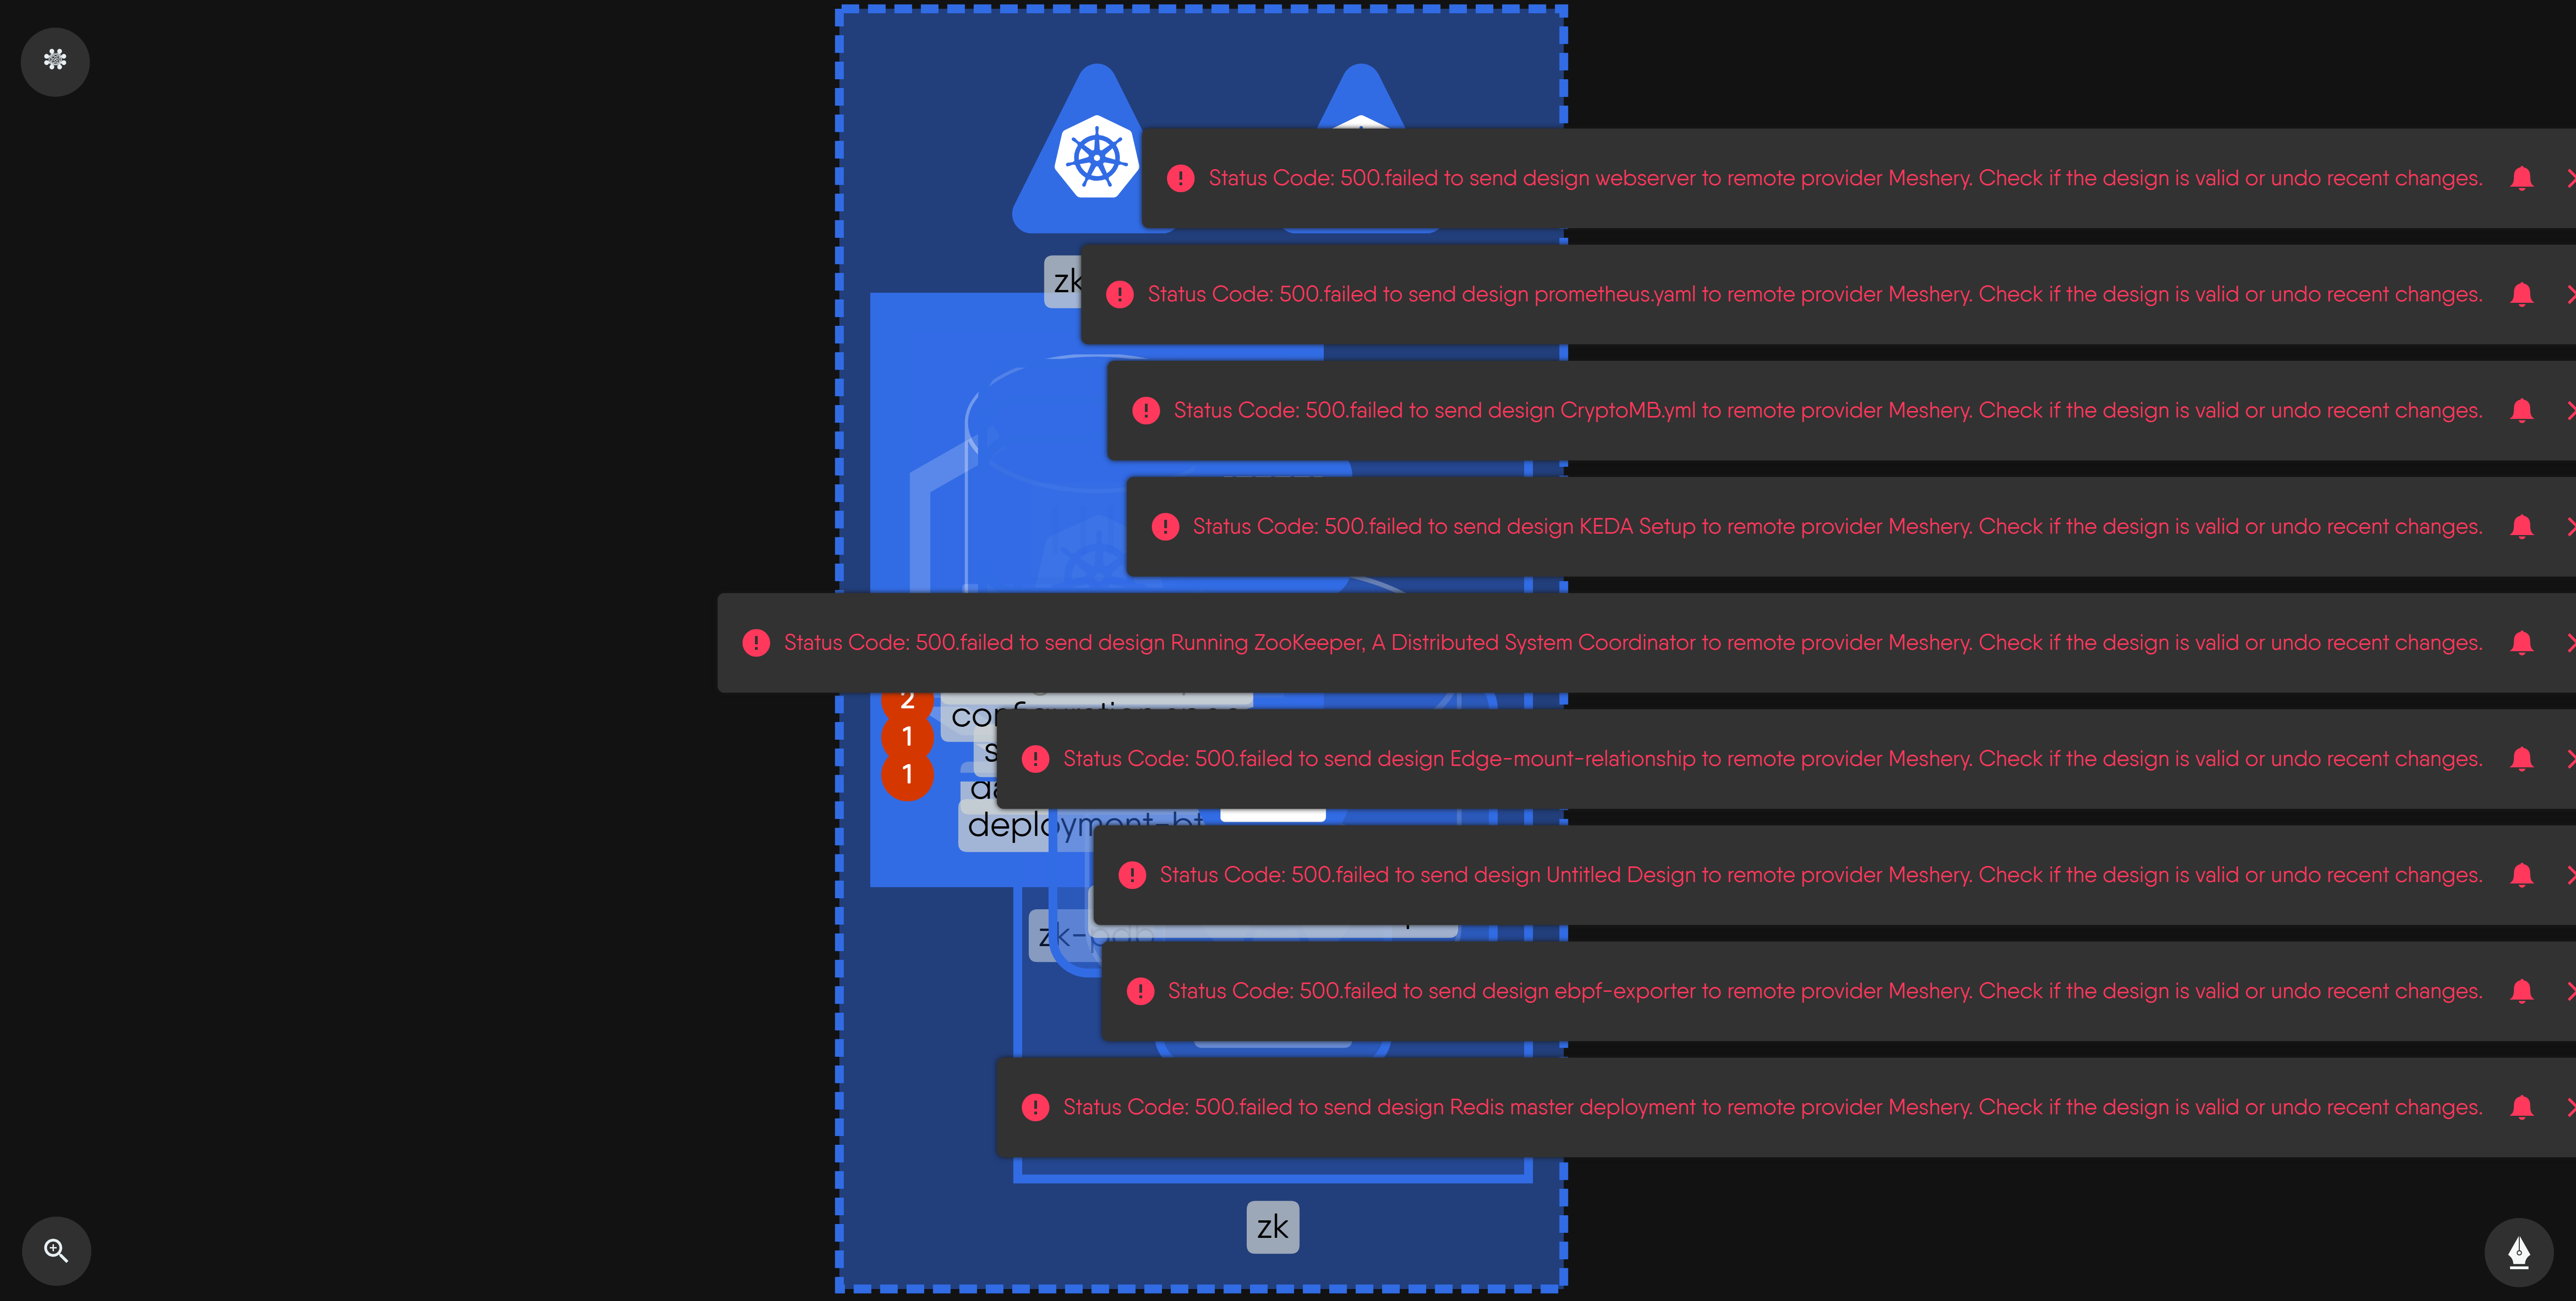 Status Code: 500.failed to send design webserver to remote provider Meshery. Check if the design is valid or undo recent changes.
zk
Status Code: 500.failed to send design prometheus.yaml to remote provider Meshery. Check if the design is valid or undo recent changes.
Status Code: 500.failed to send design CryptoMB.yml to remote provider Meshery. Check if the design is valid or undo recent changes.
Status Code: 500.failed to send design KEDA Setup to remote provider Meshery. Check if the design is valid or undo recent changes.
Status Code: 500.failed to send design Running ZooKeeper, A Distributed System Coordinator to remote provider Meshery. Check if the design is valid or undo recent changes.
2
1
Status Code: 500.failed to send design Edge-mount-relationship to remote provider Meshery. Check if the design is valid or undo recent changes.
1
deployment-bt
Status Code: 500.failed to send design Untitled Design to remote provider Meshery. Check if the design is valid or undo recent changes.
zk-pdb
Status Code: 500.failed to send design ebpf-exporter to remote provider Meshery. Check if the design is valid or undo recent changes.
Status Code: 500.failed to send design Redis master deployment to remote provider Meshery. Check if the design is valid or undo recent changes.
zk